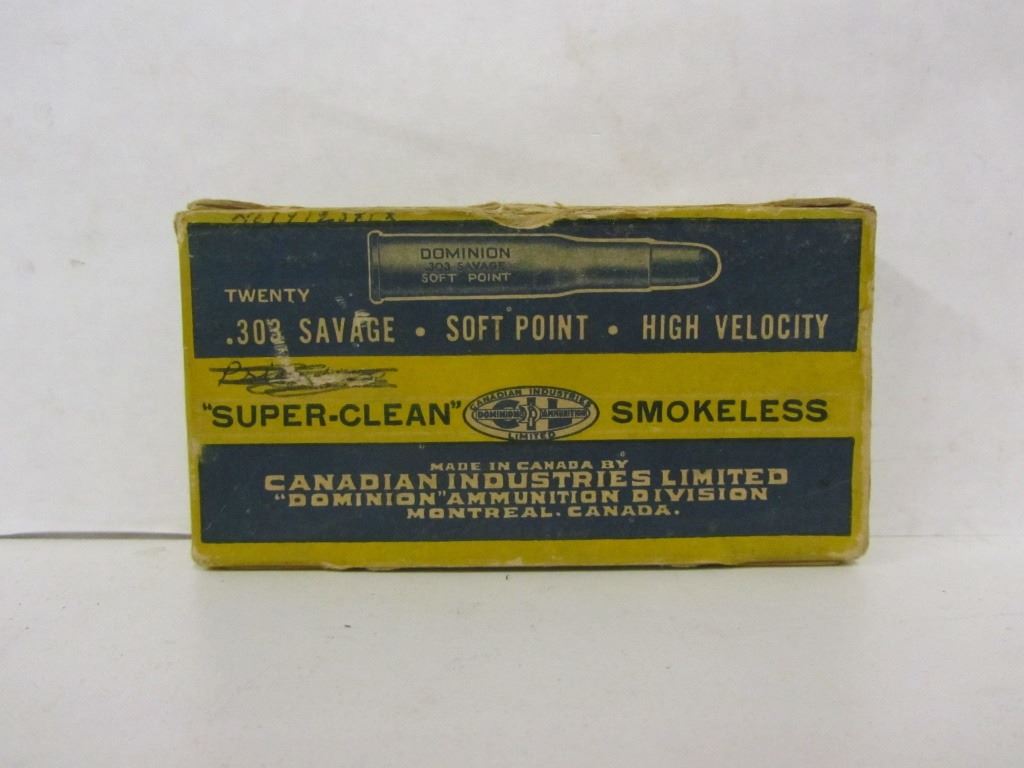 DOMINION
.303 SAVAGE
SOFT POINT
TWENTY
.303 SAVAGE • SOFT POINT • HIGH VELOCITY
"SUPER-CLEAN" SMOKELESS
CANADIAN INDUSTRIES
DOMINION AMMUNITION
CIL
LIMITED
MADE IN CANADA BY
CANADIAN INDUSTRIES LIMITED
"DOMINION" AMMUNITION DIVISION
MONTREAL. CANADA.